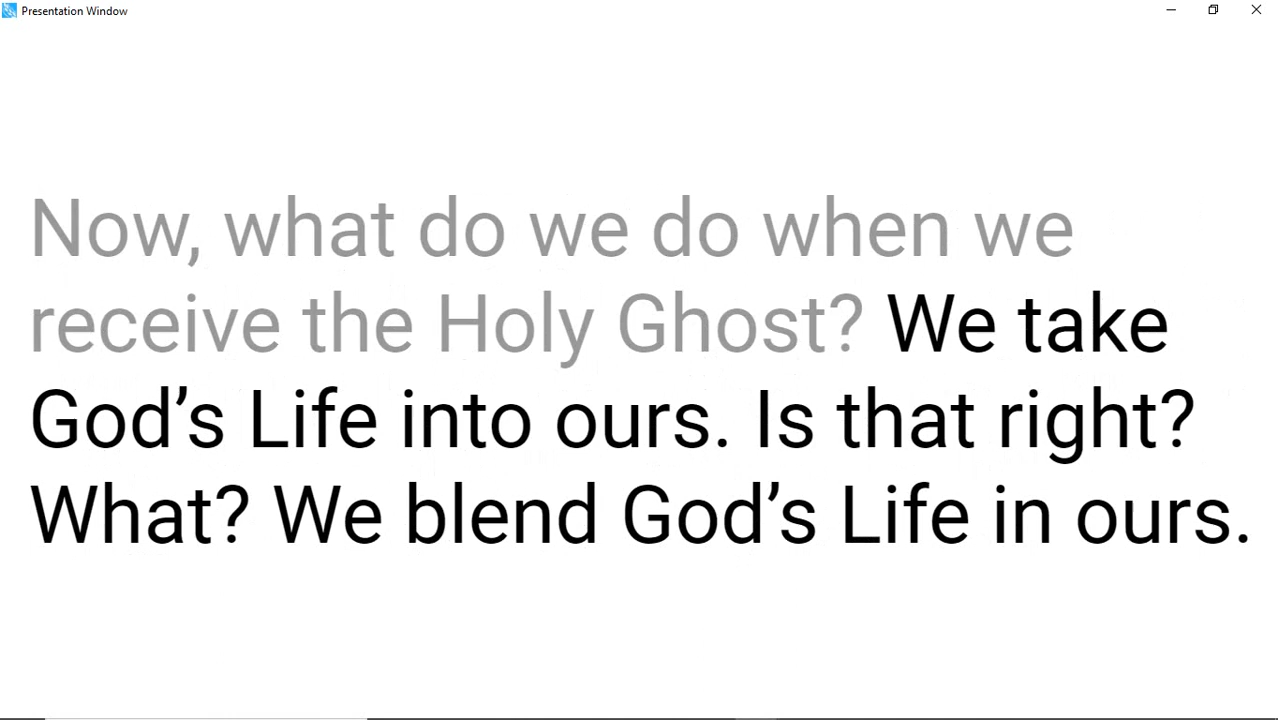 Presentation Window
Now, what do we do when we
receive the Holy Ghost? We take
God’s Life into ours. Is that right?
What? We blend God’s Life in ours.